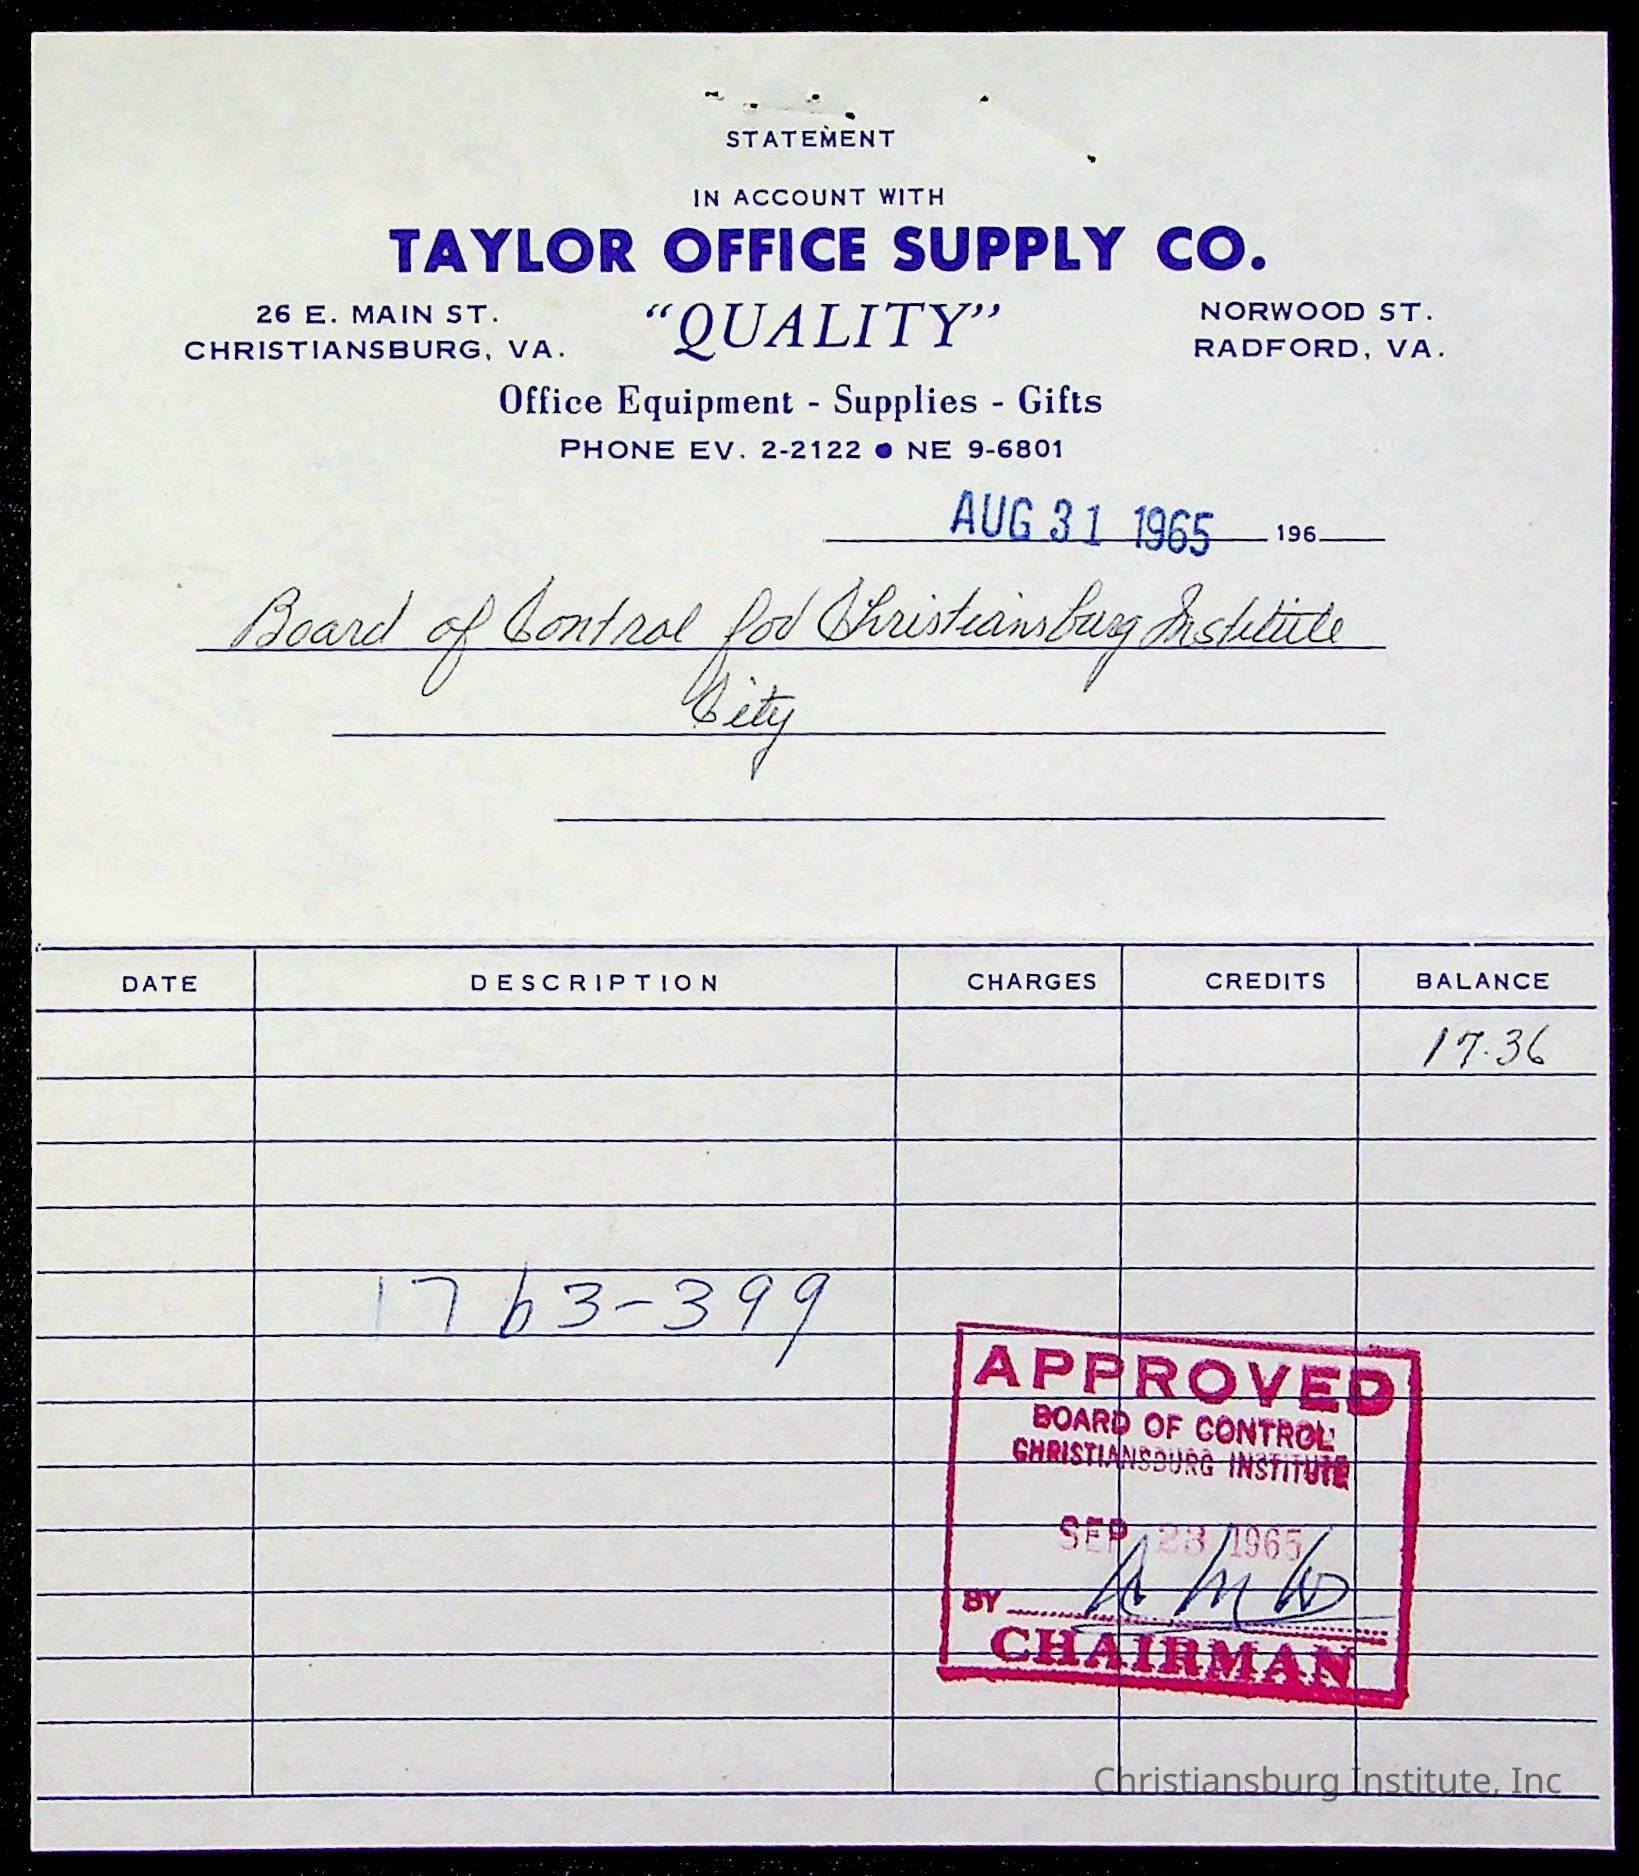 STATEMENT
IN ACCOUNT WITH
TAYLOR OFFICE SUPPLY CO.
26 E. MAIN ST. "QUALITY" NORWOOD ST.
CHRISTIANSBURG, VA. RADFORD, VA.
Office Equipment - Supplies - Gifts
PHONE EV. 2-2122 ● NE 9-6801
AUG 31 1965 196
Board of Control for Christiansburg Institute
City
DATE DESCRIPTION CHARGES CREDITS BALANCE
17.36
1763-399
APPROVED
BOARD OF CONTROL
CHRISTIANSBURG INSTITUTE
SEP 23 1965
BY
CHAIRMAN
Christiansburg Institute, Inc